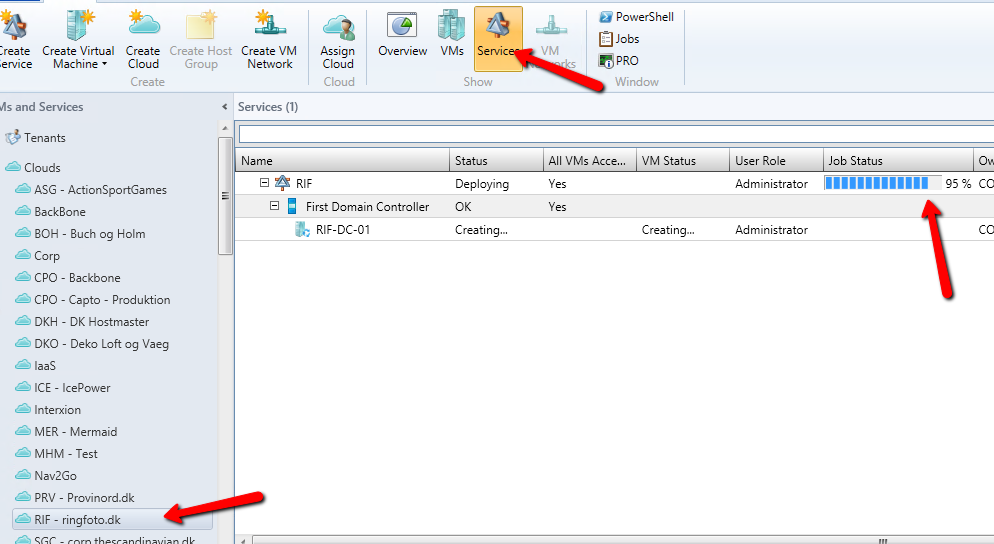 Create Create Virtual Create Create Host Create VM Assign Overview VMs Services VM PowerShell
Service Machine Cloud Group Network Cloud Networks Jobs
PRO
Create Cloud Show Window
Ms and Services
Services (1)
Tenants
Clouds
ASG - ActionSportGames
BackBone
BOH - Buch og Holm
Corp
CPO - Backbone
CPO - Capto - Produktion
DKH - DK Hostmaster
DKO - Deko Loft og Vaeg
IaaS
ICE - IcePower
Interxion
MER - Mermaid
MHM - Test
Nav2Go
PRV - Provinord.dk
RIF - ringfoto.dk
SGC - corp.thescandinavian.dk
Name Status All VMs Acce... VM Status User Role Job Status Ow
RIF Deploying Yes Administrator 95 % CO
First Domain Controller OK Yes
RIF-DC-01 Creating... Creating... Administrator CO